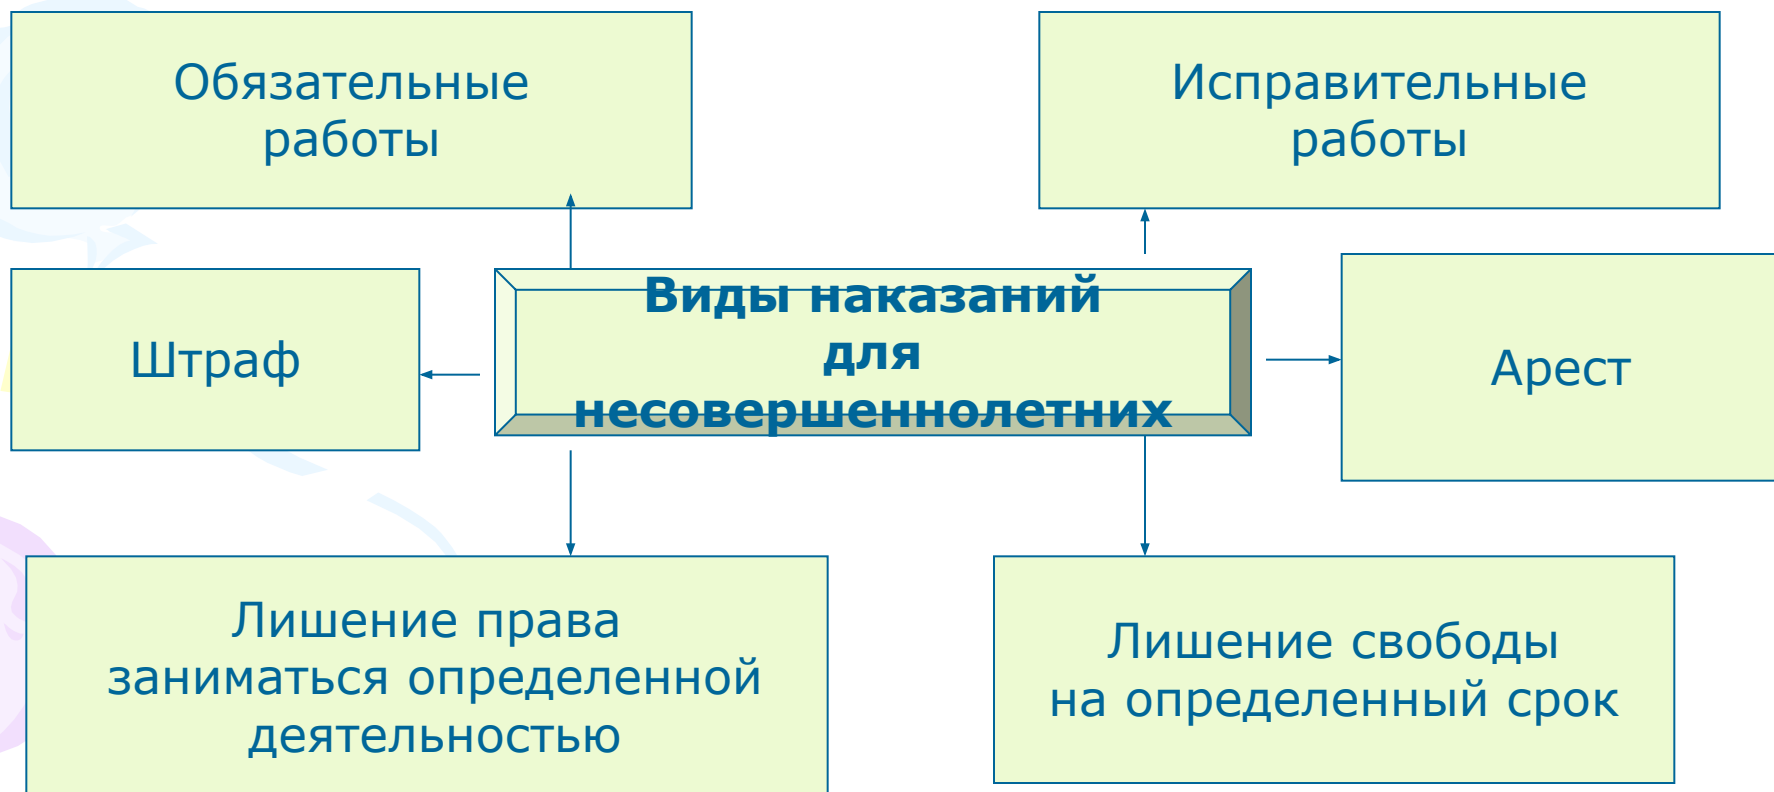 Обязательные
работы
Исправительные
работы
Штраф
Виды наказаний
для
несовершеннолетних
Арест
Лишение права
заниматься определенной
деятельностью
Лишение свободы
на определенный срок